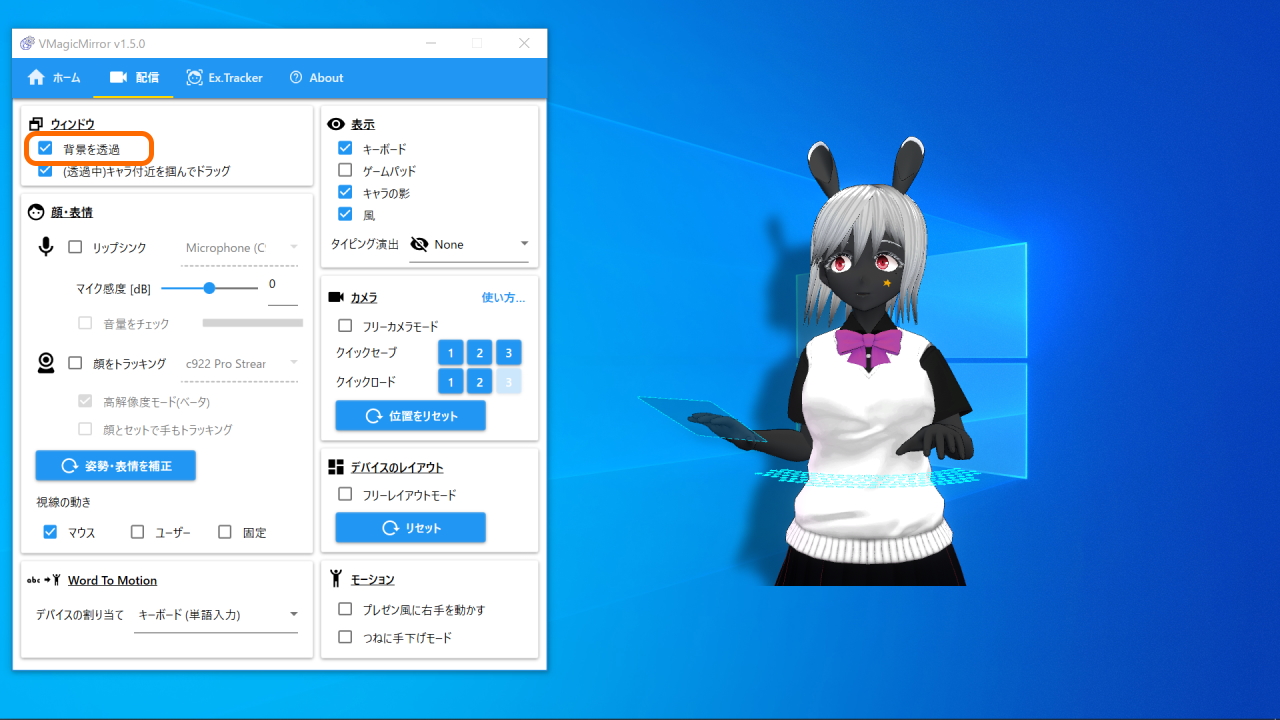 VMagicMirror v1.5.0
ホーム
配信
Ex.Tracker
About
ウィンドウ
背景を透過
(透過中)キャラ付近を掴んでドラッグ
顔・表情
リップシンク
Microphone (C
マイク感度 [dB]
0
音量をチェック
顔をトラッキング
c922 Pro Strear
高解像度モード(ベータ)
顔とセットで手もトラッキング
姿勢・表情を補正
視線の動き
マウス
ユーザー
固定
abc
Word To Motion
デバイスの割り当て
キーボード (単語入力)
表示
キーボード
ゲームパッド
キャラの影
風
タイピング演出
None
カメラ
使い方...
フリーカメラモード
クイックセーブ
1
2
3
クイックロード
1
2
3
位置をリセット
デバイスのレイアウト
フリーレイアウトモード
リセット
モーション
プレゼン風に右手を動かす
つねに手下げモード